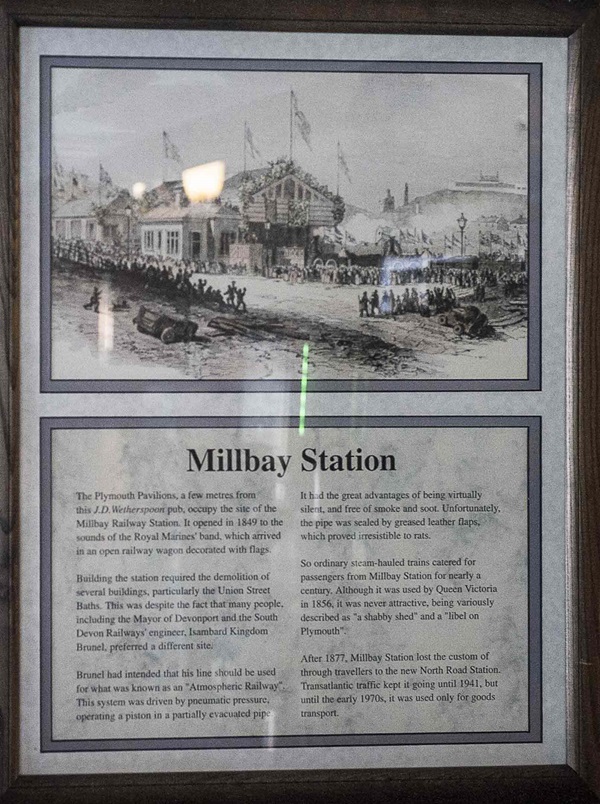 Millbay Station
The Plymouth Pavilions, a few metres from
this J.D.Wetherspoon pub, occupy the site of the
Millbay Railway Station. It opened in 1849 to the
sounds of the Royal Marines' band, which arrived
in an open railway wagon decorated with flags.
Building the station required the demolition of
several buildings, particularly the Union Street
Baths. This was despite the fact that many people,
including the Mayor of Devonport and the South
Devon Railways' engineer, Isambard Kingdom
Brunel, preferred a different site.
Brunel had intended that his line should be used
for what was known as an "Atmospheric Railway".
This system was driven by pneumatic pressure,
operating a piston in a partially evacuated pipe
It had the great advantages of being virtually
silent, and free of smoke and soot. Unfortunately,
the pipe was sealed by greased leather flaps,
which proved irresistible to rats.
So ordinary steam-hauled trains catered for
passengers from Millbay Station for nearly a
century. Although it was used by Queen Victoria
in 1856, it was never attractive, being variously
described as "a shabby shed" and a "libel on
Plymouth".
After 1877, Millbay Station lost the custom of
through travellers to the new North Road Station.
Transatlantic traffic kept it going until 1941, but
until the early 1970s, it was used only for goods
transport.